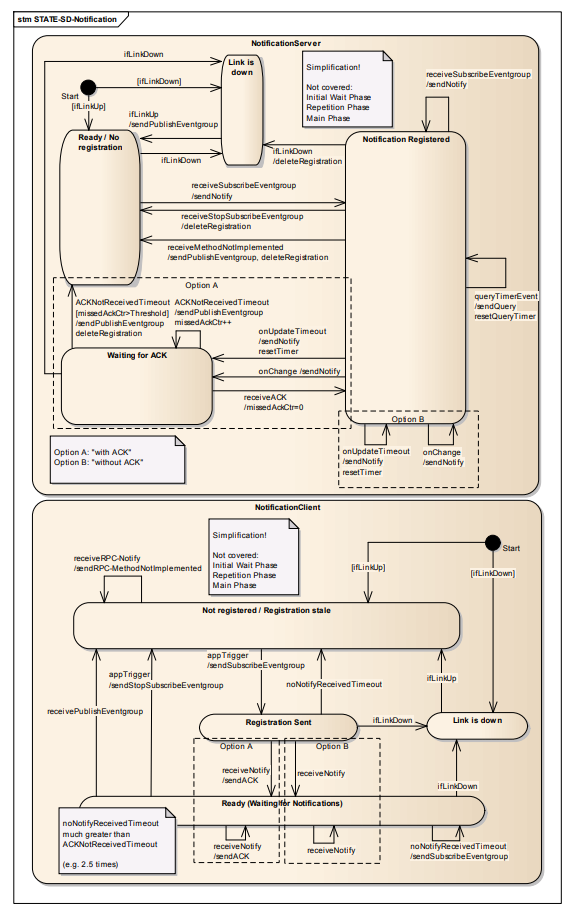 stm STATE-SD-Notification
NotificationServer
ifLinkDown
Link is
down
Simplification!
Not covered:
Initial Wait Phase
Repetition Phase
Main Phase
receiveSubscribeEventgroup
/sendNotify
[ifLinkDown]
Start
[ifLinkUp]
ifLinkUp
/sendPublishEventgroup
Ready / No
registration
Notification Registered
ifLinkDown
ifLinkDown
/deleteRegistration
receiveSubscribeEventgroup
/sendNotify
receiveStopSubscribeEventgroup
/deleteRegistration
receiveMethodNotImplemented
/sendPublishEventgroup, deleteRegistration
Option A
queryTimerEvent
/sendQuery
resetQueryTimer
ACKNotReceivedTimeout
[missedAckCtr>Threshold]
/sendPublishEventgroup
deleteRegistration
ACKNotReceivedTimeout
/sendPublishEventgroup
missedAckCtr++
onUpdateTimeout
/sendNotify
resetTimer
Waiting for ACK
onChange /sendNotify
receiveACK
/missedAckCtr=0
Option B
Option A: "with ACK"
Option B: "without ACK"
onUpdateTimeout
/sendNotify
resetTimer
onChange
/sendNotify
NotificationClient
Simplification!
Not covered:
Initial Wait Phase
Repetition Phase
Main Phase
Start
receiveRPC-Notify
/sendRPC-MethodNotImplemented
[ifLinkUp]
[ifLinkDown]
Not registered / Registration stale
appTrigger
/sendSubscribeEventgroup
appTrigger
/sendStopSubscribeEventgroup
noNotifyReceivedTimeout
ifLinkUp
receivePublishEventgroup
Registration Sent
ifLinkDown
Link is down
Option A
Option B
receiveNotify
/sendACK
receiveNotify
ifLinkDown
Ready (Waiting for Notifications)
noNotifyReceivedTimeout
much greater than
ACKNotReceivedTimeout
(e.g. 2.5 times)
receiveNotify
/sendACK
receiveNotify
noNotifyReceivedTimeout
/sendSubscribeEventgroup